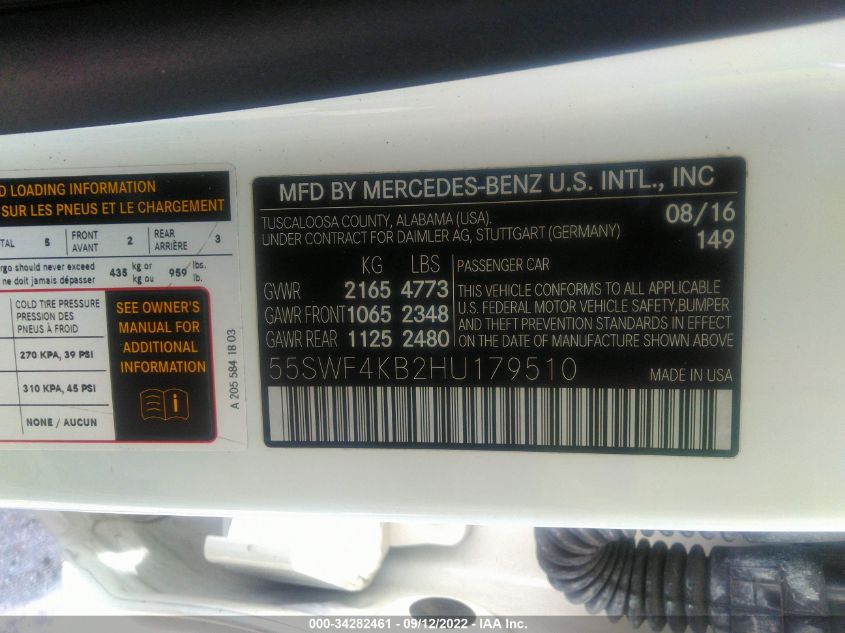 D LOADING INFORMATION
SUR LES PNEUS ET LE CHARGEMENT
TAL 5 FRONT AVANT 2 REAR ARRIÈRE 3
rgo should never exceed 435 kg or 959 lbs.
ne doit jamais dépasser kg ou lb.
COLD TIRE PRESSURE
PRESSION DES
PNEUS À FROID
270 KPA, 39 PSI
310 KPA, 45 PSI
NONE / AUCUN
SEE OWNER'S
MANUAL FOR
ADDITIONAL
INFORMATION
A 205 584 18 03
MFD BY MERCEDES-BENZ U.S. INTL., INC
TUSCALOOSA COUNTY, ALABAMA (USA). 08/16
UNDER CONTRACT FOR DAIMLER AG, STUTTGART (GERMANY) 149
KG LBS
GVWR 2165 4773
GAWR FRONT 1065 2348
GAWR REAR 1125 2480
PASSENGER CAR
THIS VEHICLE CONFORMS TO ALL APPLICABLE
U.S. FEDERAL MOTOR VEHICLE SAFETY, BUMPER
AND THEFT PREVENTION STANDARDS IN EFFECT
ON THE DATE OF MANUFACTURE SHOWN ABOVE
55SWF4KB2HU179510 MADE IN USA
000-34282461 - 09/12/2022 - IAA Inc.